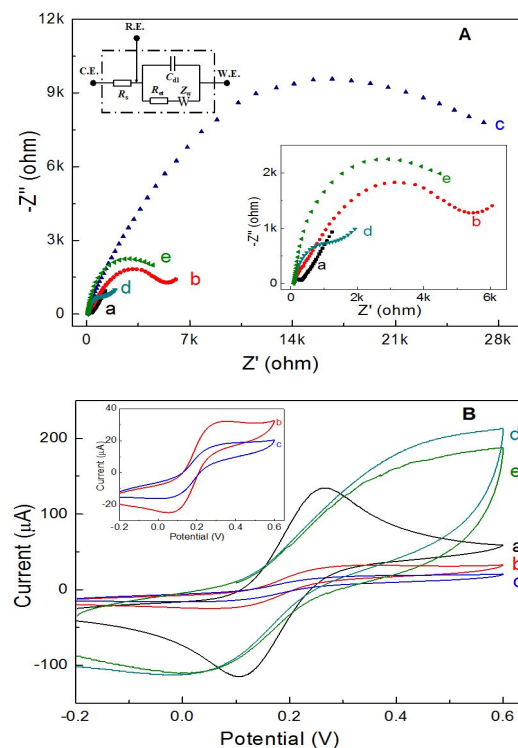 A
R.E.
C.E.
W.E.
Cdl
Rs
Rct
Zw
W
12k
9k
6k
3k
0
-Z'' (ohm)
c
e
b
d
a
-Z'' (ohm)
2k
1k
0
e
b
d
a
0
2k
4k
6k
Z' (ohm)
0
7k
14k
21k
28k
Z' (ohm)
B
Current (μA)
40
20
0
-20
b
c
-0.2
0.0
0.2
0.4
0.6
Potential (V)
Current (μA)
200
100
0
-100
d
e
a
b
c
-0.2
0.0
0.2
0.4
0.6
Potential (V)